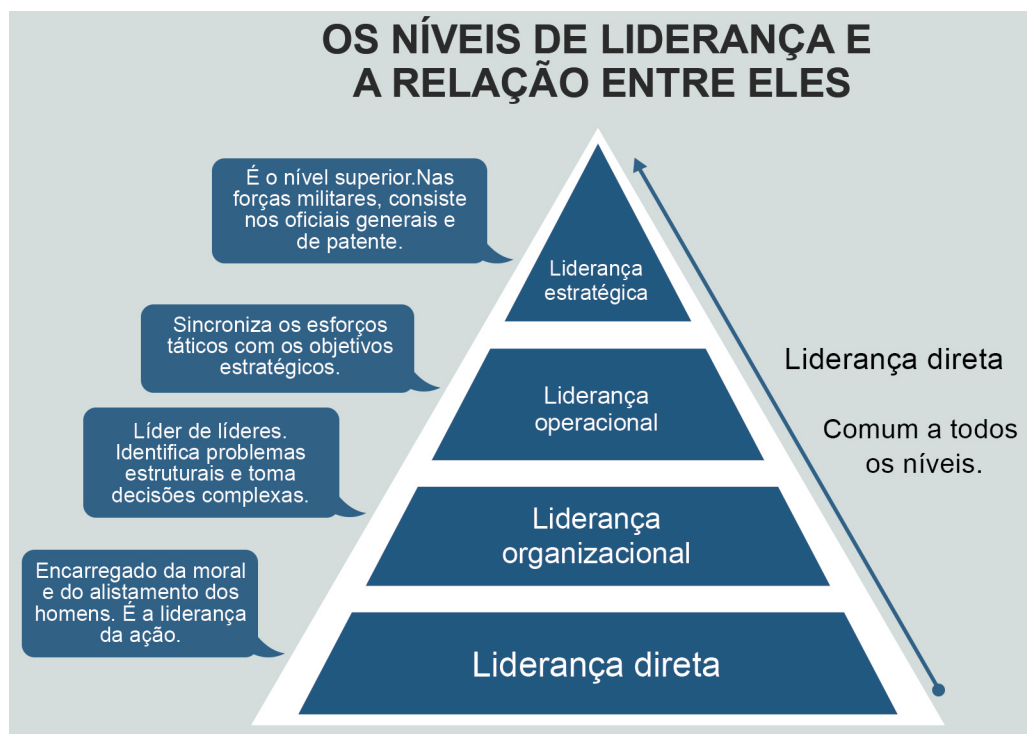 OS NÍVEIS DE LIDERANÇA E
A RELAÇÃO ENTRE ELES
É o nível superior.Nas
forças militares, consiste
nos oficiais generais e
de patente.
Liderança
estratégica
Sincroniza os esforços
táticos com os objetivos
estratégicos.
Liderança
operacional
Liderança direta
Comum a todos
os níveis.
Líder de líderes.
Identifica problemas
estruturais e toma
decisões complexas.
Liderança
organizacional
Encarregado da moral
e do alistamento dos
homens. É a liderança
da ação.
Liderança direta